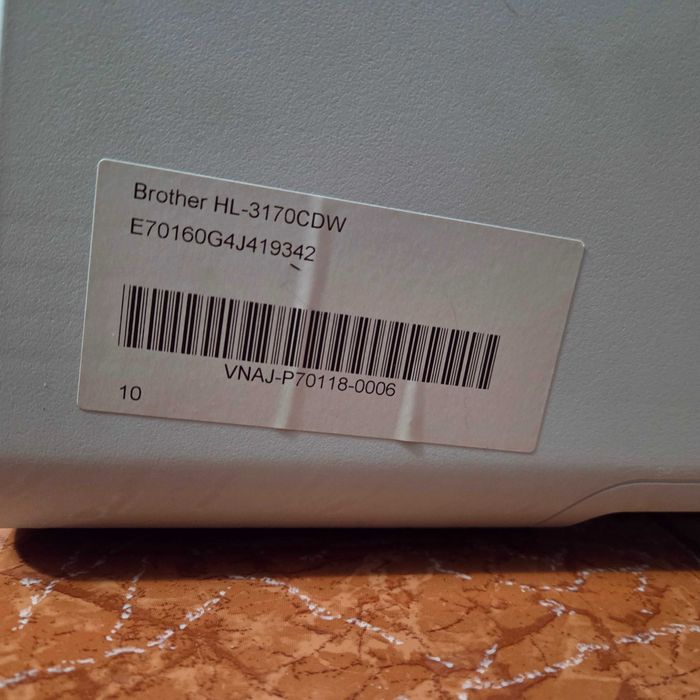 Brother HL-3170CDW
E70160G4J419342
VNAJ-P70118-0006
10